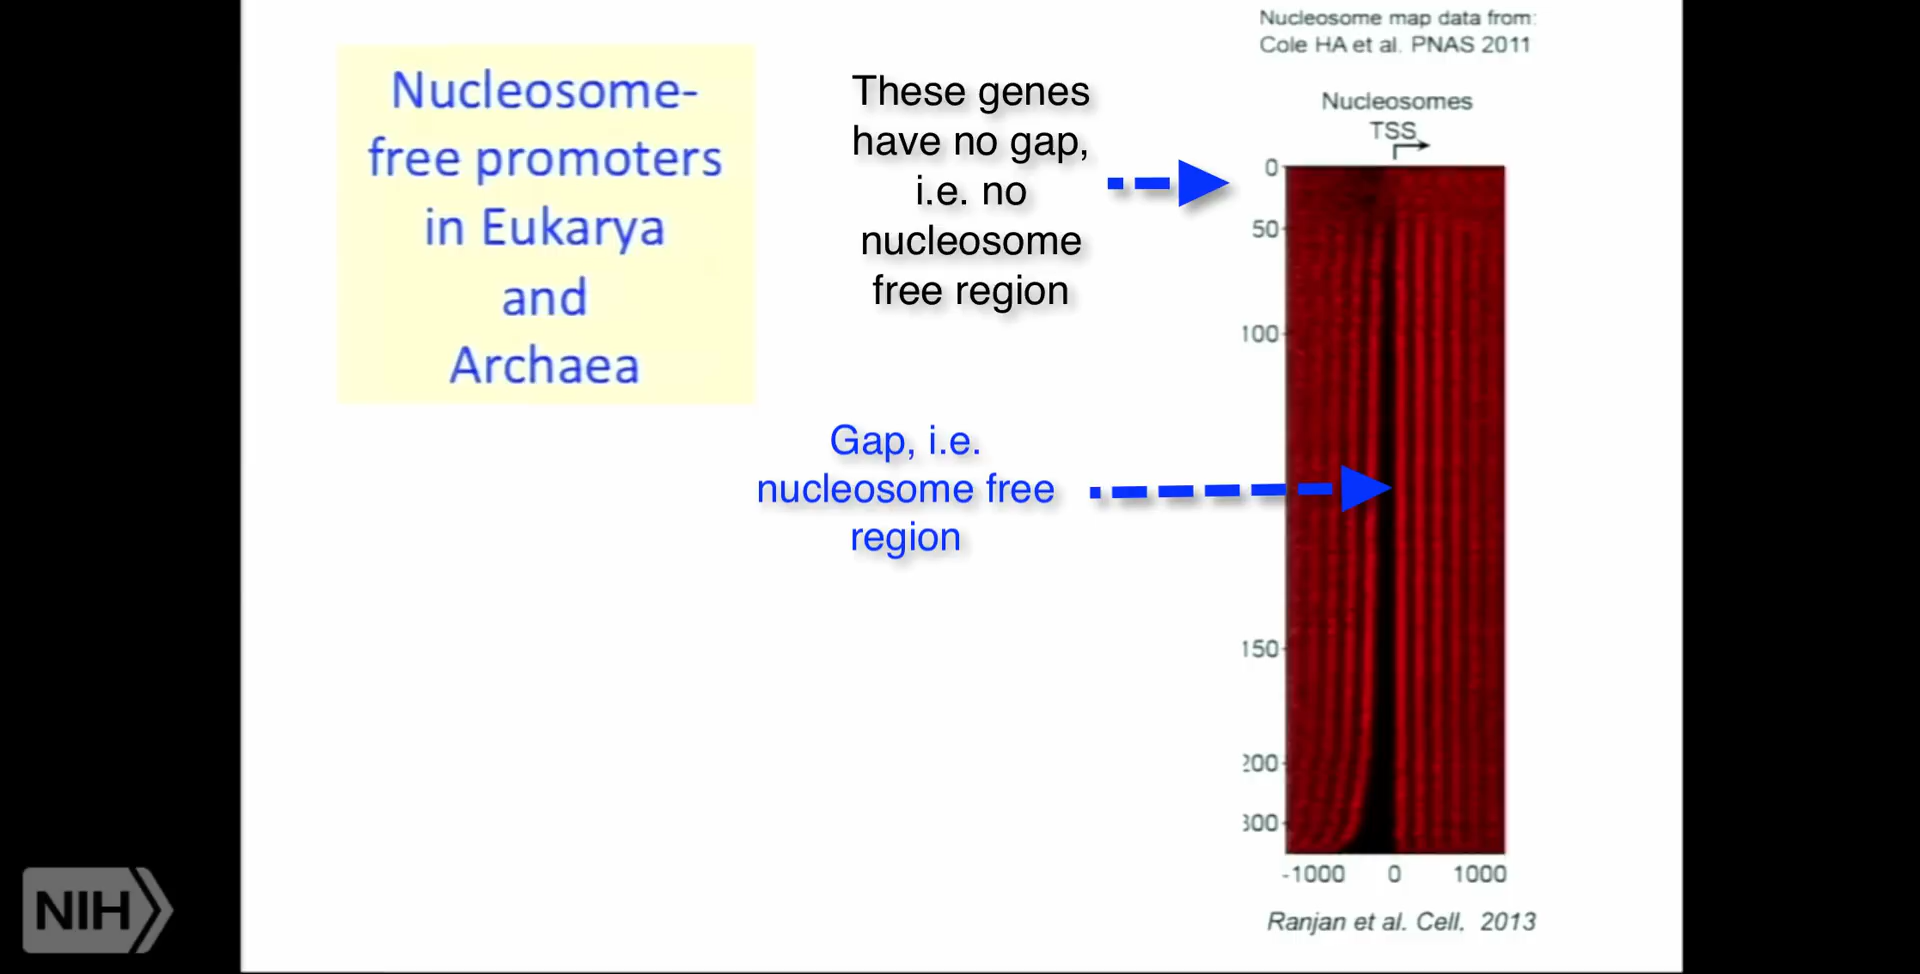 Nucleosome-
free promoters
in Eukarya
and
Archaea
These genes
have no gap,
i.e. no
nucleosome
free region
Gap, i.e.
nucleosome free
region
Nucleosome map data from:
Cole HA et al. PNAS 2011
Nucleosomes
TSS
0
50
100
150
200
300
-1000 0 1000
Ranjan et al. Cell. 2013
NIH